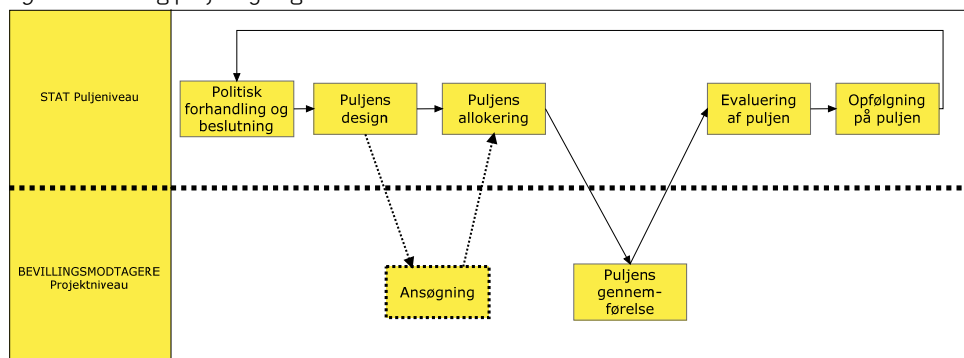 STAT Puljeniveau
Politisk
forhandling og
beslutning
Puljens
design
Puljens
allokering
Evaluering
af puljen
Opfølgning
på puljen
BEVILLINGSMODTAGERE
Projektniveau
Ansøgning
Puljens
gennem-
førelse